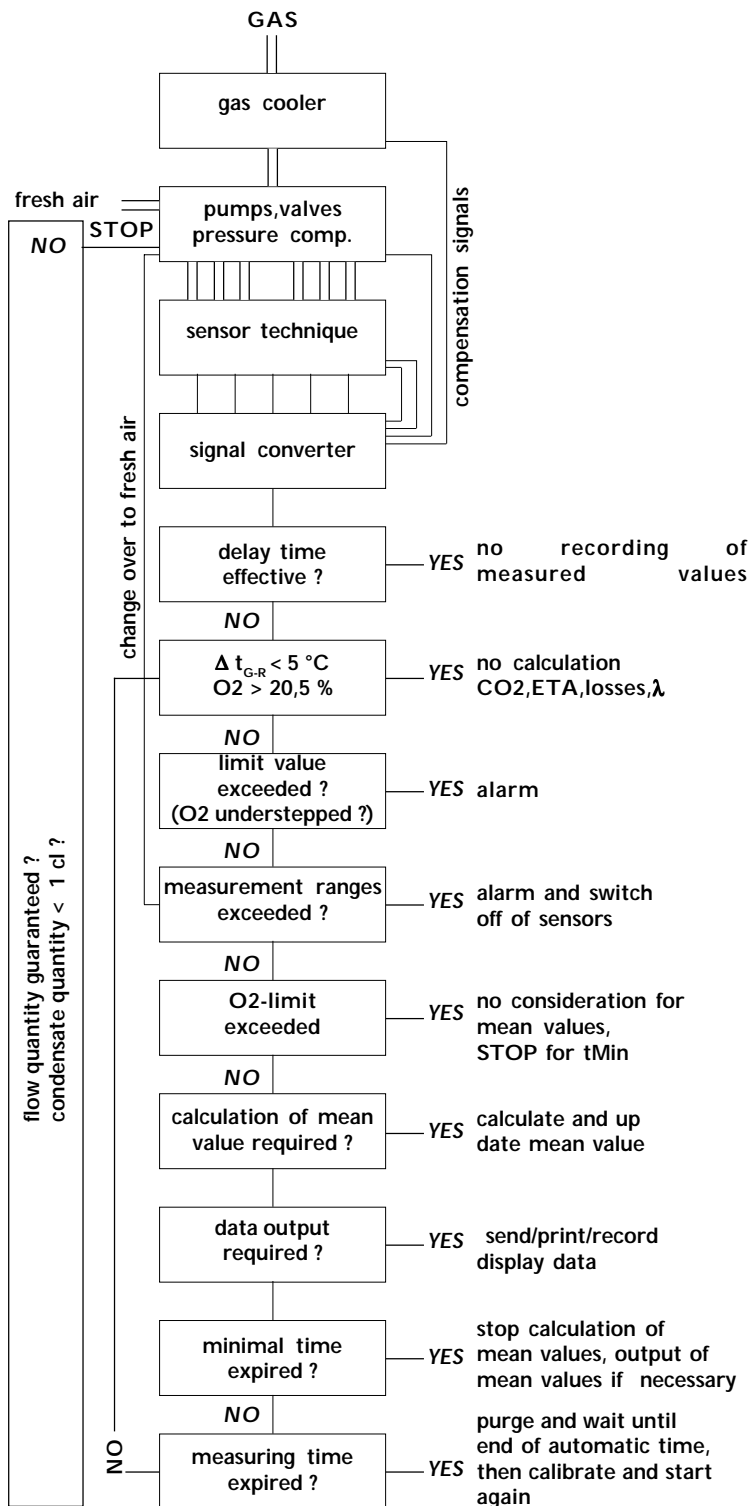 GAS
gas cooler
fresh air
pumps,valves
pressure comp.
STOP
NO
compensation signals
sensor technique
signal converter
change over to fresh air
delay time
effective ?
YES
no recording of
measured values
NO
Δ tG-R < 5 °C
O2 > 20,5 %
YES
no calculation
CO2,ETA,losses,λ
NO
limit value
exceeded ?
(O2 understepped ?)
YES
alarm
NO
measurement ranges
exceeded ?
YES
alarm and switch
off of sensors
NO
O2-limit
exceeded
YES
no consideration for
mean values,
STOP for tMin
NO
flow quantity guaranteed ?
condensate quantity < 1 cl ?
calculation of mean
value required ?
YES
calculate and up
date mean value
data output
required ?
YES
send/print/record
display data
minimal time
expired ?
YES
stop calculation of
mean values, output of
mean values if necessary
NO
NO
measuring time
expired ?
YES
purge and wait until
end of automatic time,
then calibrate and start
again